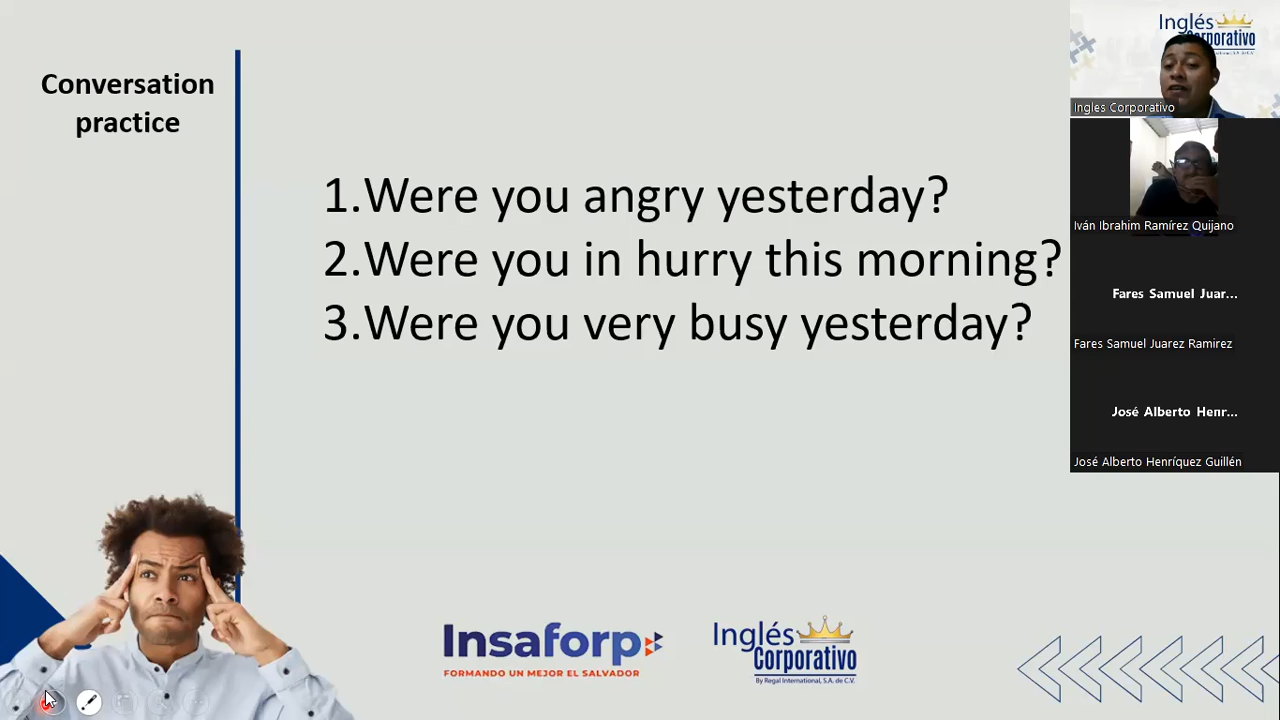 Conversation
practice
1.Were you angry yesterday?
2.Were you in hurry this morning?
3.Were you very busy yesterday?
Insaforp
FORMANDO UN MEJOR EL SALVADOR
Inglés
Corporativo
By Regal International, S.A. de C.V.
Inglés
Corporativo
Ingles Corporativo
Iván Ibrahim Ramírez Quijano
Fares Samuel Juar...
Fares Samuel Juarez Ramirez
José Alberto Henr...
José Alberto Henríquez Guillén